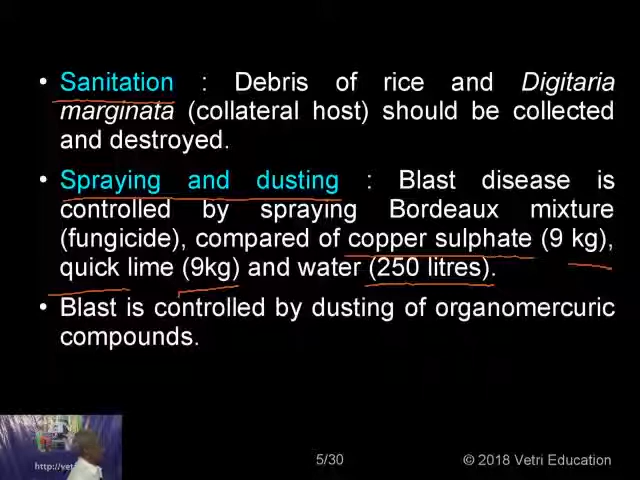 • Sanitation : Debris of rice and Digitaria
marginata (collateral host) should be collected
and destroyed.
• Spraying and dusting : Blast disease is
controlled by spraying Bordeaux mixture
(fungicide), compared of copper sulphate (9 kg),
quick lime (9kg) and water (250 litres).
• Blast is controlled by dusting of organomercuric
compounds.
http://vet
5/30
© 2018 Vetri Education